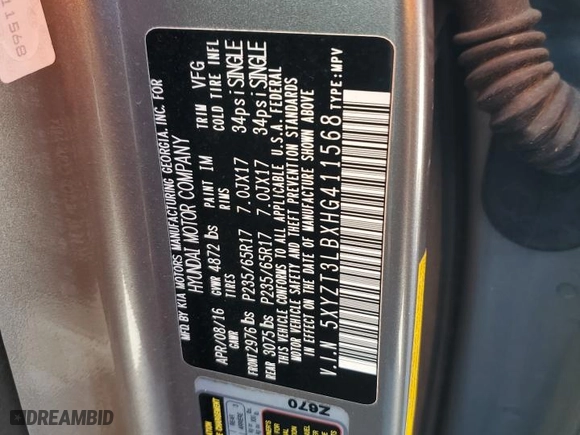 MFD.BY KIA MOTORS MANUFACTURING GEORGIA, INC. FOR
HYUNDAI MOTOR COMPANY
APR/08/16 GVWR 4872 lbs PAINT IM TRIM VFG
GAWR TIRES RIMS COLD TIRE INFL
FRONT 2976 lbs P235/65R17 7.0JX17 34psi SINGLE
REAR 3075 lbs P235/65R17 7.0JX17 34psi SINGLE
THIS VEHICLE CONFORMS TO ALL APPLICABLE U.S.A. FEDERAL
MOTOR VEHICLE SAFETY AND THEFT PREVENTION STANDARDS
IN EFFECT ON THE DATE OF MANUFACTURE SHOWN ABOVE
V.I.N 5XYZT3LBXHG411568 TYPE: MPV
Z670
DREAMBID